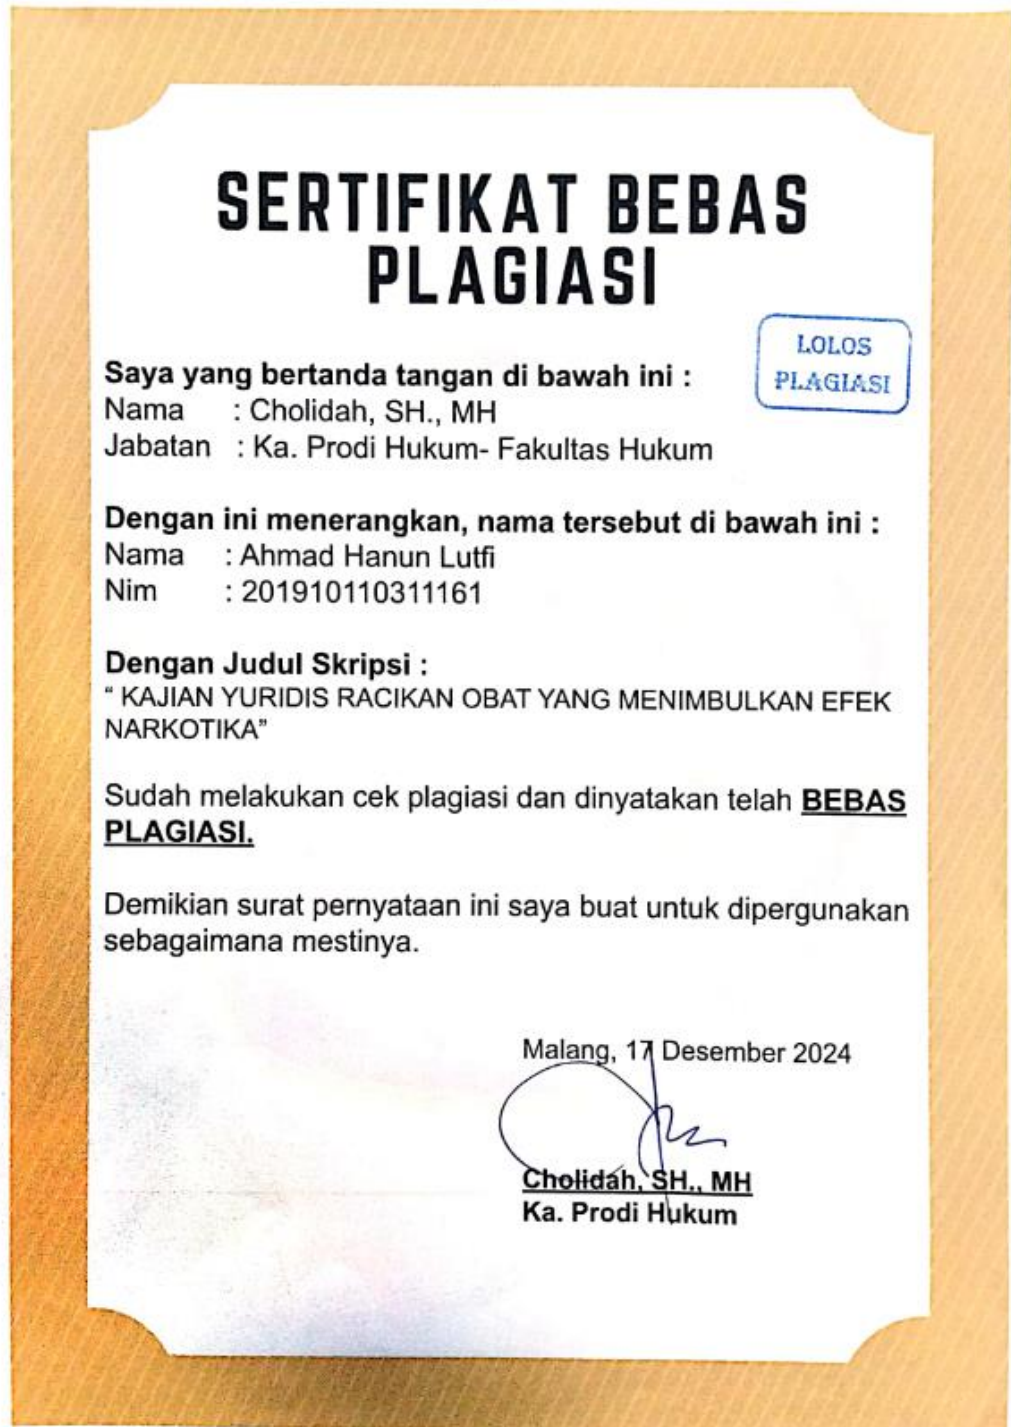 SERTIFIKAT BEBAS
PLAGIASI
LOLOS
PLAGIASI
Saya yang bertanda tangan di bawah ini :
Nama : Cholidah, SH., MH
Jabatan : Ka. Prodi Hukum- Fakultas Hukum
Dengan ini menerangkan, nama tersebut di bawah ini :
Nama : Ahmad Hanun Lutfi
Nim : 201910110311161
Dengan Judul Skripsi :
“ KAJIAN YURIDIS RACIKAN OBAT YANG MENIMBULKAN EFEK
NARKOTIKA”
Sudah melakukan cek plagiasi dan dinyatakan telah BEBAS
PLAGIASI.
Demikian surat pernyataan ini saya buat untuk dipergunakan
sebagaimana mestinya.
Malang, 17 Desember 2024
Cholidah, SH., MH
Ka. Prodi Hukum